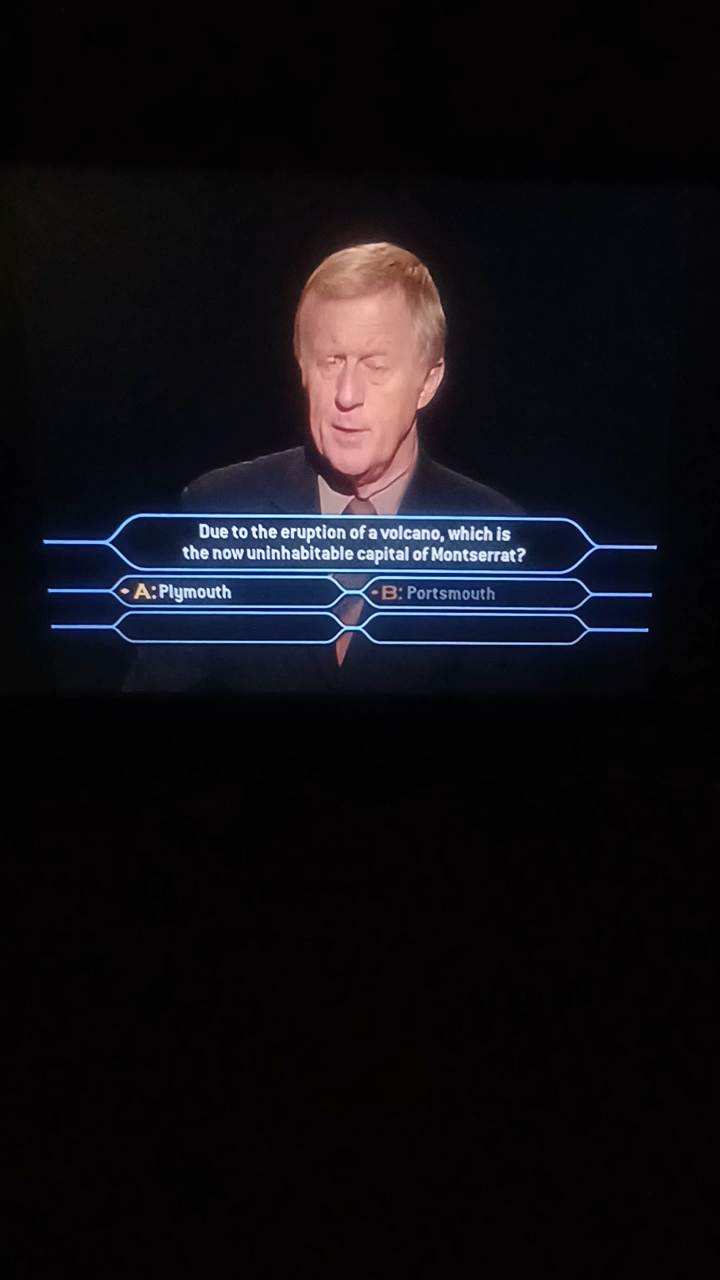 Due to the eruption of a volcano, which is
the now uninhabitable capital of Montserrat?
A: Plymouth
B: Portsmouth